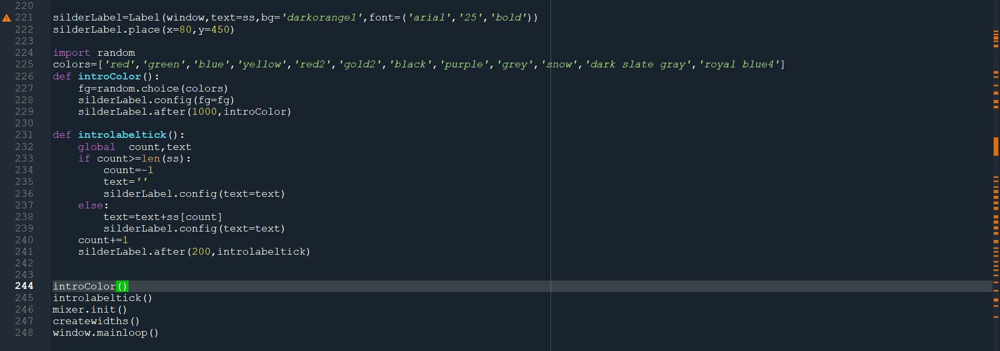 220
221 silderLabel=Label(window,text=ss,bg='darkorange1',font=('arial','25','bold'))
222 silderLabel.place(x=80,y=450)
223
224 import random
225 colors=['red','green','blue','yellow','red2','gold2','black','purple','grey','snow','dark slate gray','royal blue4']
226 def introColor():
227     fg=random.choice(colors)
228     silderLabel.config(fg=fg)
229     silderLabel.after(1000,introColor)
230
231 def introlabeltick():
232     global  count,text
233     if count>=len(ss):
234         count=-1
235         text=''
236         silderLabel.config(text=text)
237     else:
238         text=text+ss[count]
239         silderLabel.config(text=text)
240     count+=1
241     silderLabel.after(200,introlabeltick)
242
243
244 introColor()
245 introlabeltick()
246 mixer.init()
247 createwidths()
248 window.mainloop()